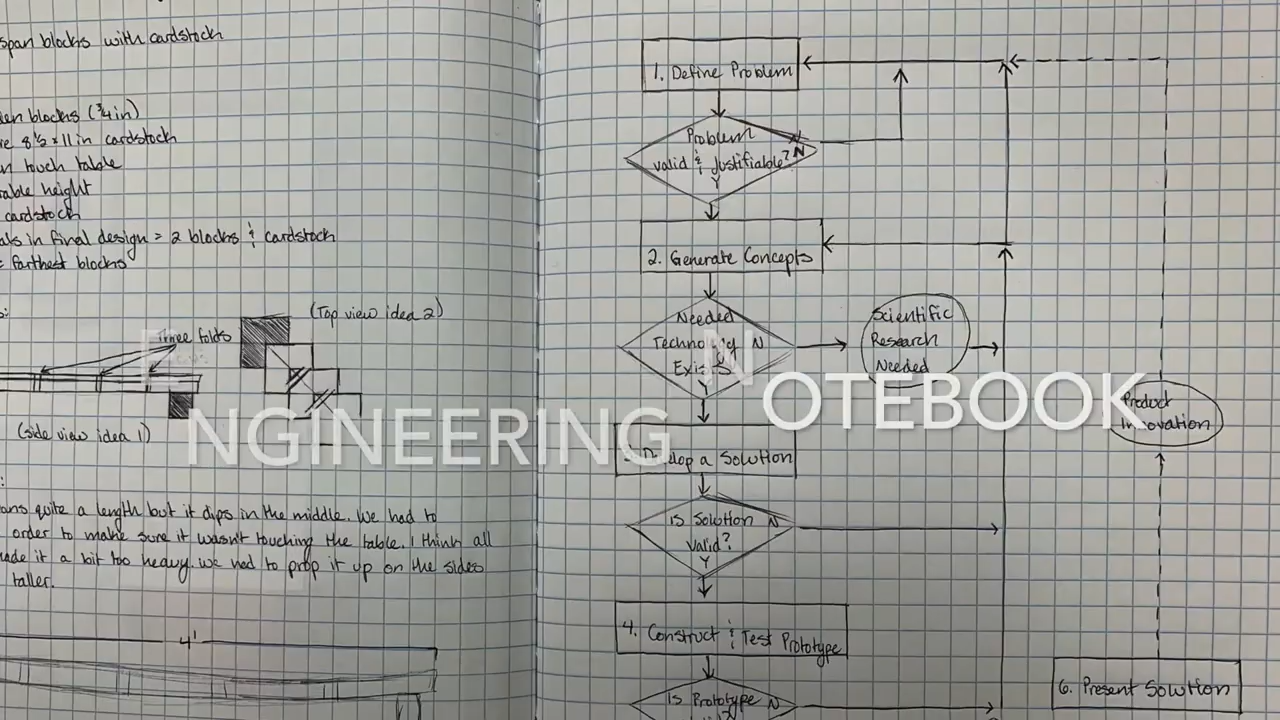 span blocks with cardstock
blocks (3/4 in)
8 1/2 x 11 in cardstock
touch table
height
cardstock
in final design = 2 blocks & cardstock
= farthest blocks
(Top view idea 2)
Three folds
(side view idea 1)
quite a length but it dips in the middle. We had to
order to make sure it wasn't touching the table. I think all
made it a bit too heavy. We had to prop it up on the sides
taller.
4'
1. Define Problem
Problem
valid & Justifiable?
N
Y
2. Generate Concepts
Needed
Technology N
Exists
Y
Scientific
Research
Needed
a Solution
is Solution N
valid?
Y
4. Construct & Test Prototype
is Prototype N
Product
Innovation
6. Present Solution
ENGINEERING
NOTEBOOK